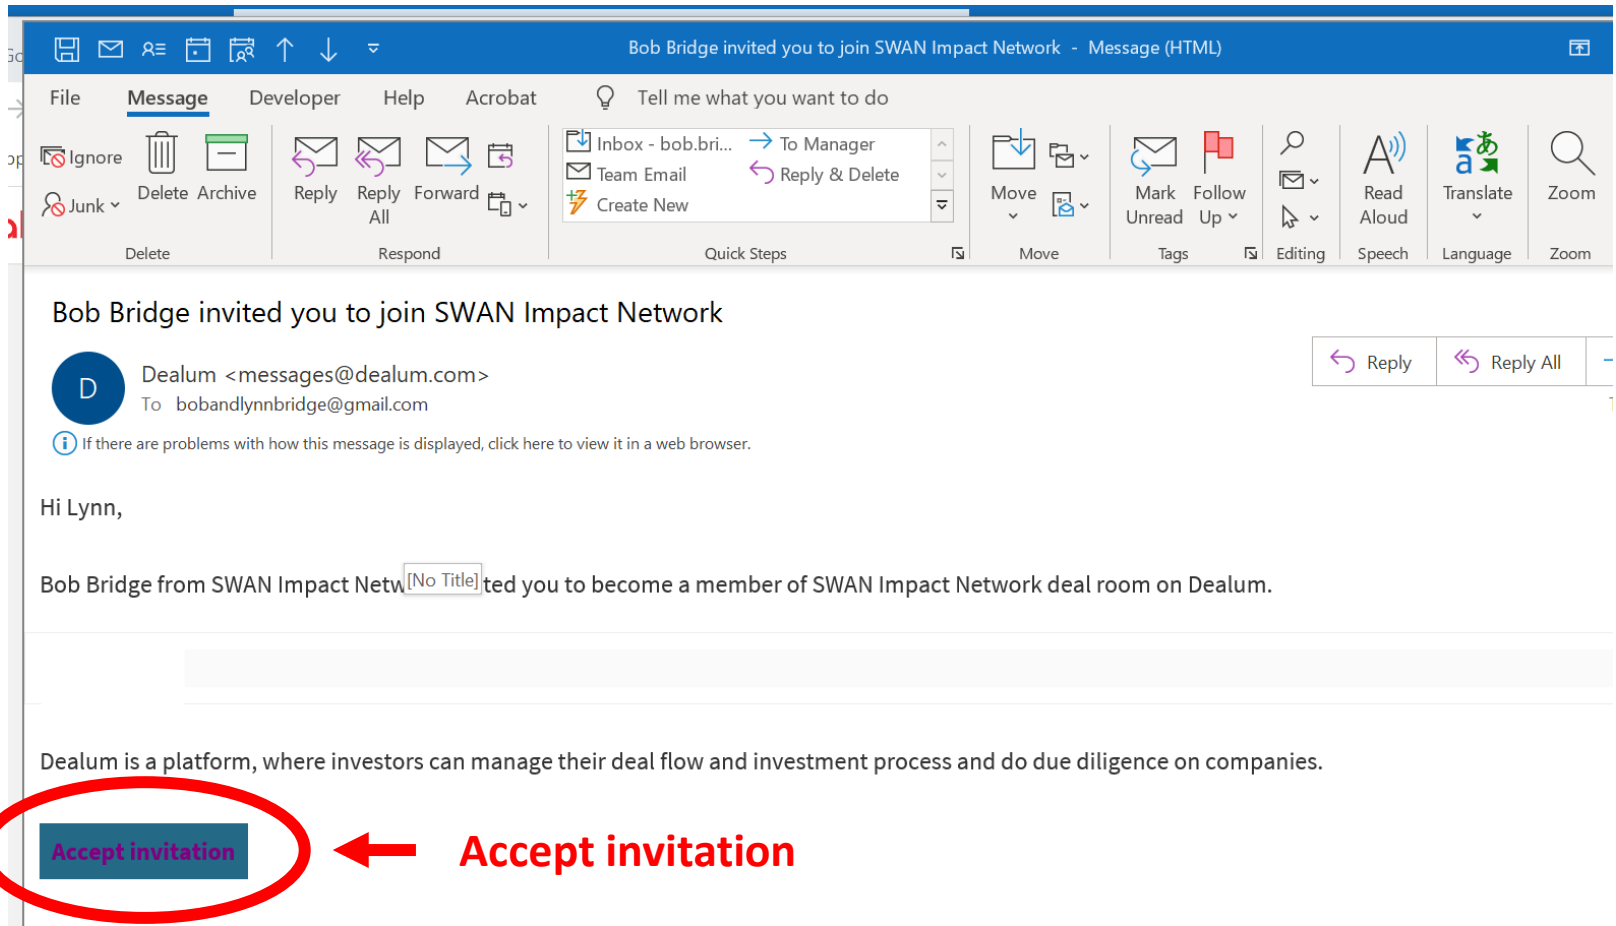 Bob Bridge invited you to join SWAN Impact Network - Message (HTML)
File Message Developer Help Acrobat Tell me what you want to do
Ignore
Junk
Delete Archive
Reply Reply All Forward
Inbox - bob.bri... To Manager
Team Email Reply & Delete
Create New
Move
Mark Unread Follow Up
Read Aloud
Translate
Zoom
Delete Respond Quick Steps Move Tags Editing Speech Language Zoom
Bob Bridge invited you to join SWAN Impact Network
D
Dealum <messages@dealum.com>
To bobandlynnbridge@gmail.com
Reply Reply All
If there are problems with how this message is displayed, click here to view it in a web browser.
Hi Lynn,
Bob Bridge from SWAN Impact Netw [No Title] ted you to become a member of SWAN Impact Network deal room on Dealum.
Dealum is a platform, where investors can manage their deal flow and investment process and do due diligence on companies.
Accept invitation Accept invitation